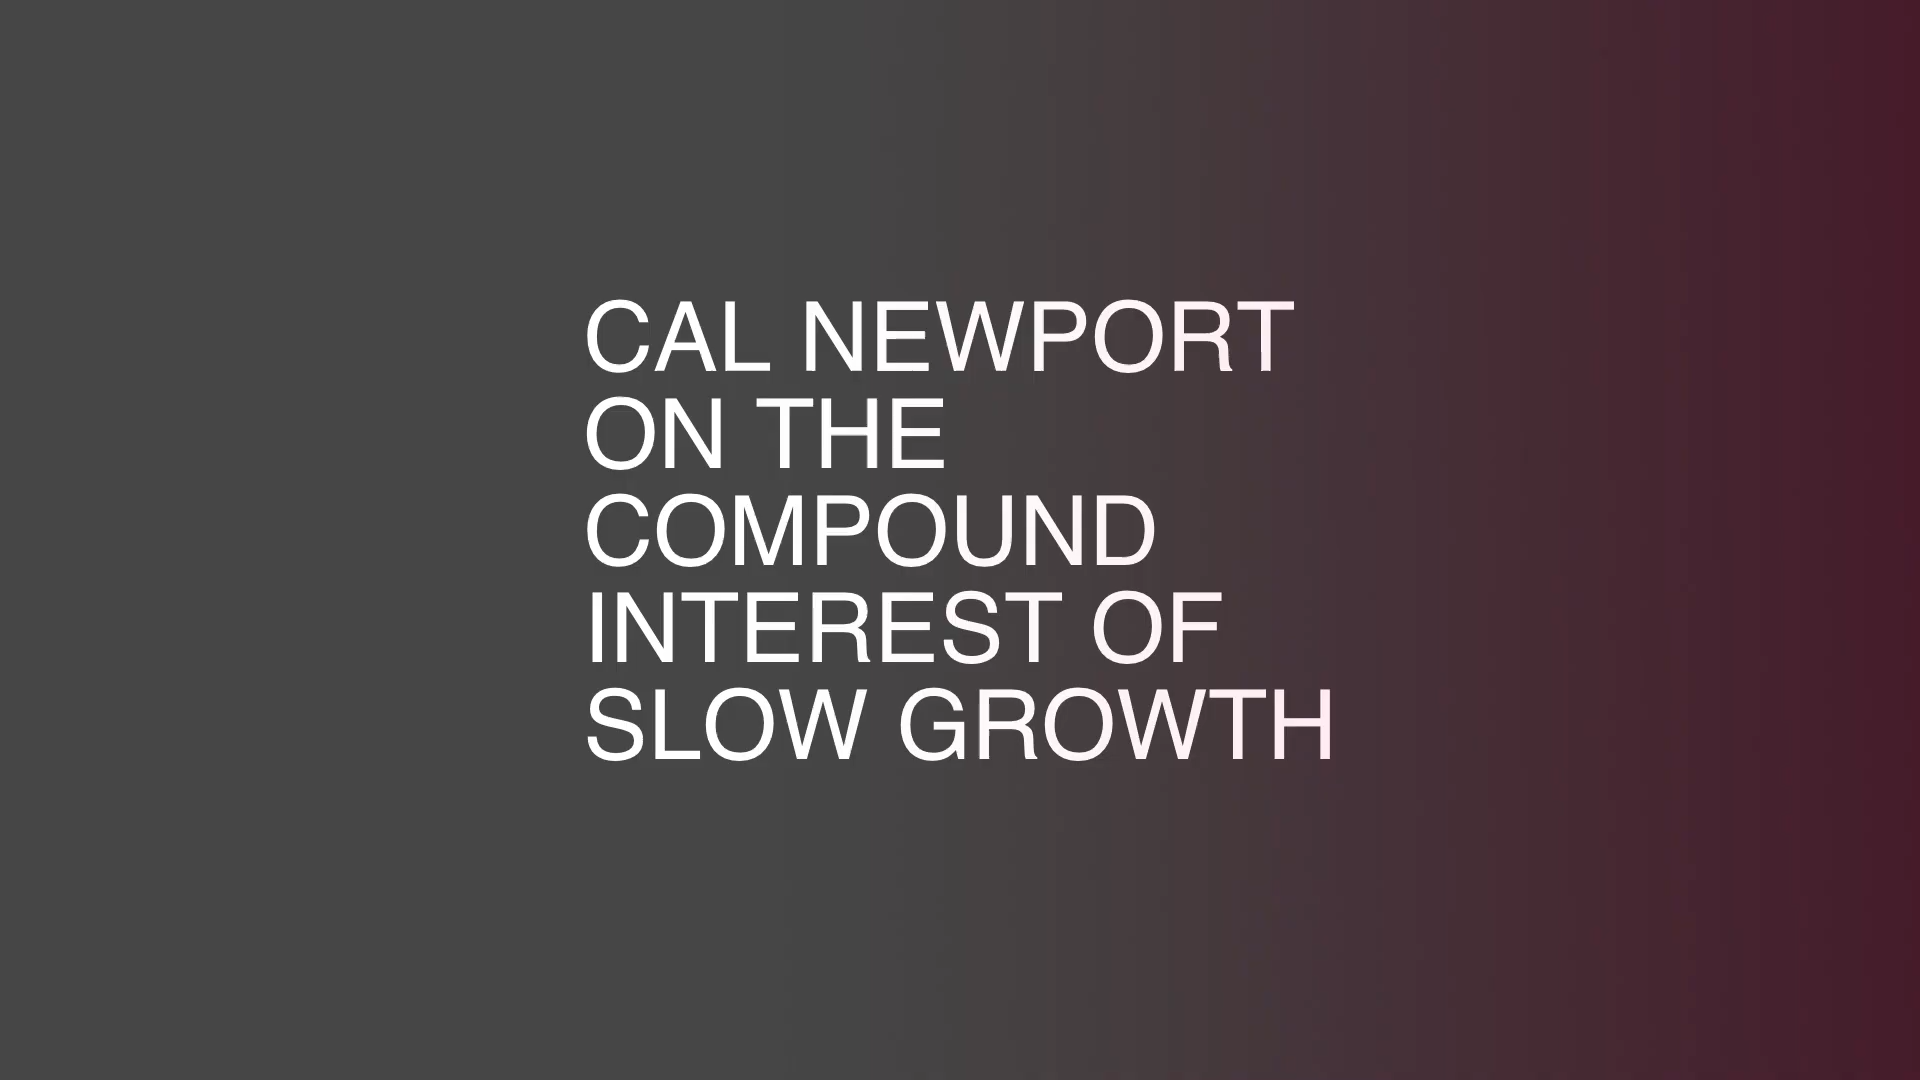 CAL NEWPORT
ON THE
COMPOUND
INTEREST OF
SLOW GROWTH